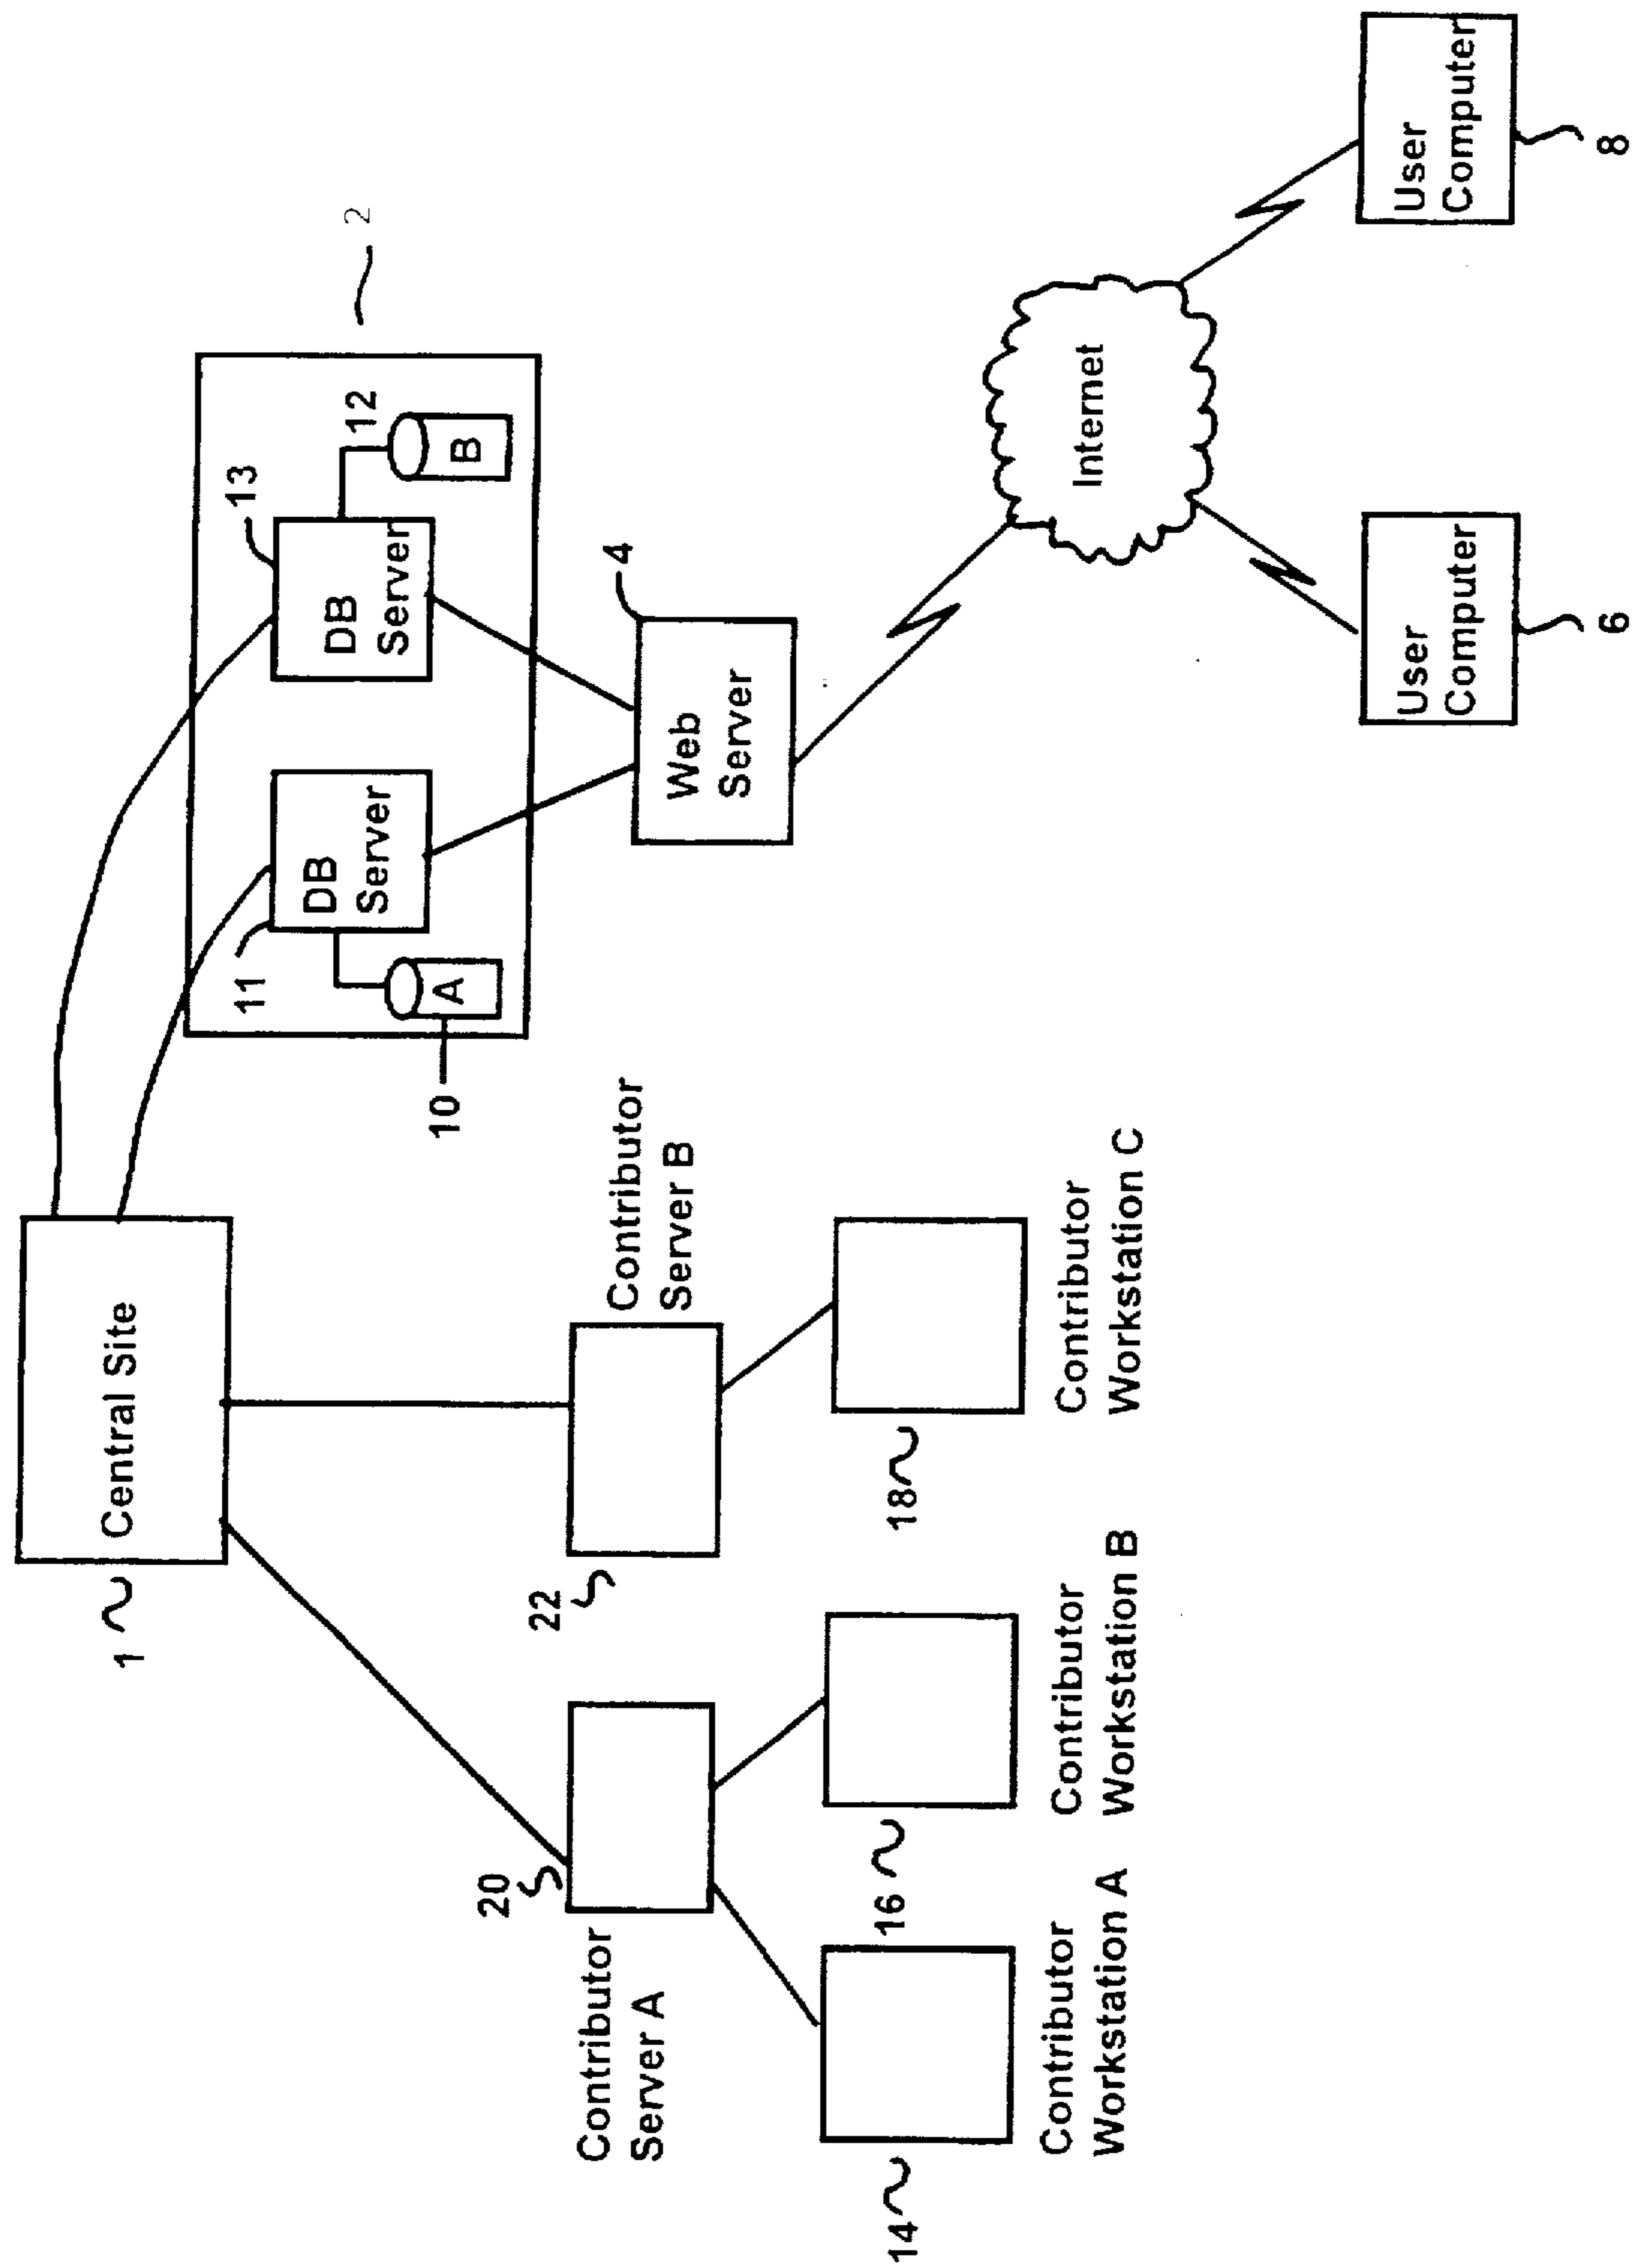 1
Central Site
2
13
12
DB
Server
B
11
DB
Server
A
10
4
Web
Server
Internet
User
Computer
6
User
Computer
8
20
Contributor
Server A
22
Contributor
Server B
14
Contributor
Workstation A
16
Contributor
Workstation B
18
Contributor
Workstation C